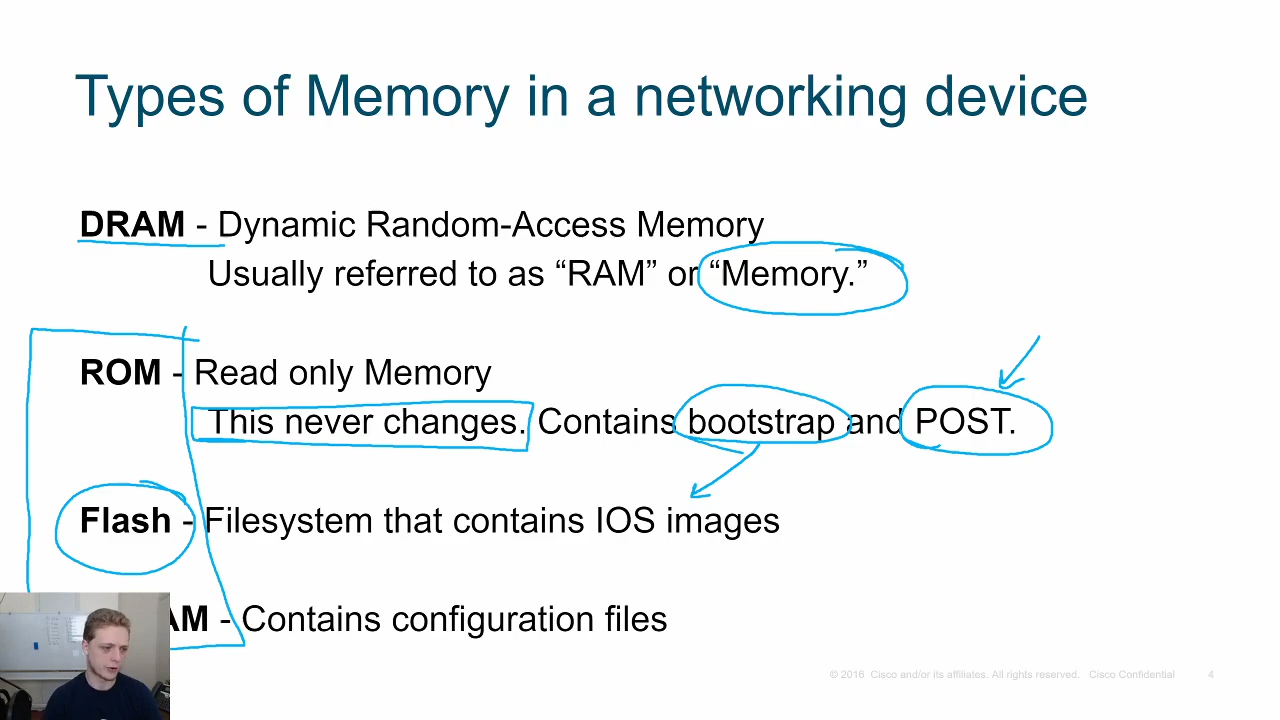 Types of Memory in a networking device
DRAM - Dynamic Random-Access Memory
Usually referred to as “RAM” or “Memory.”
ROM - Read only Memory
This never changes. Contains bootstrap and POST.
Flash - Filesystem that contains IOS images
AM - Contains configuration files
© 2016 Cisco and/or its affiliates. All rights reserved. Cisco Confidential 4